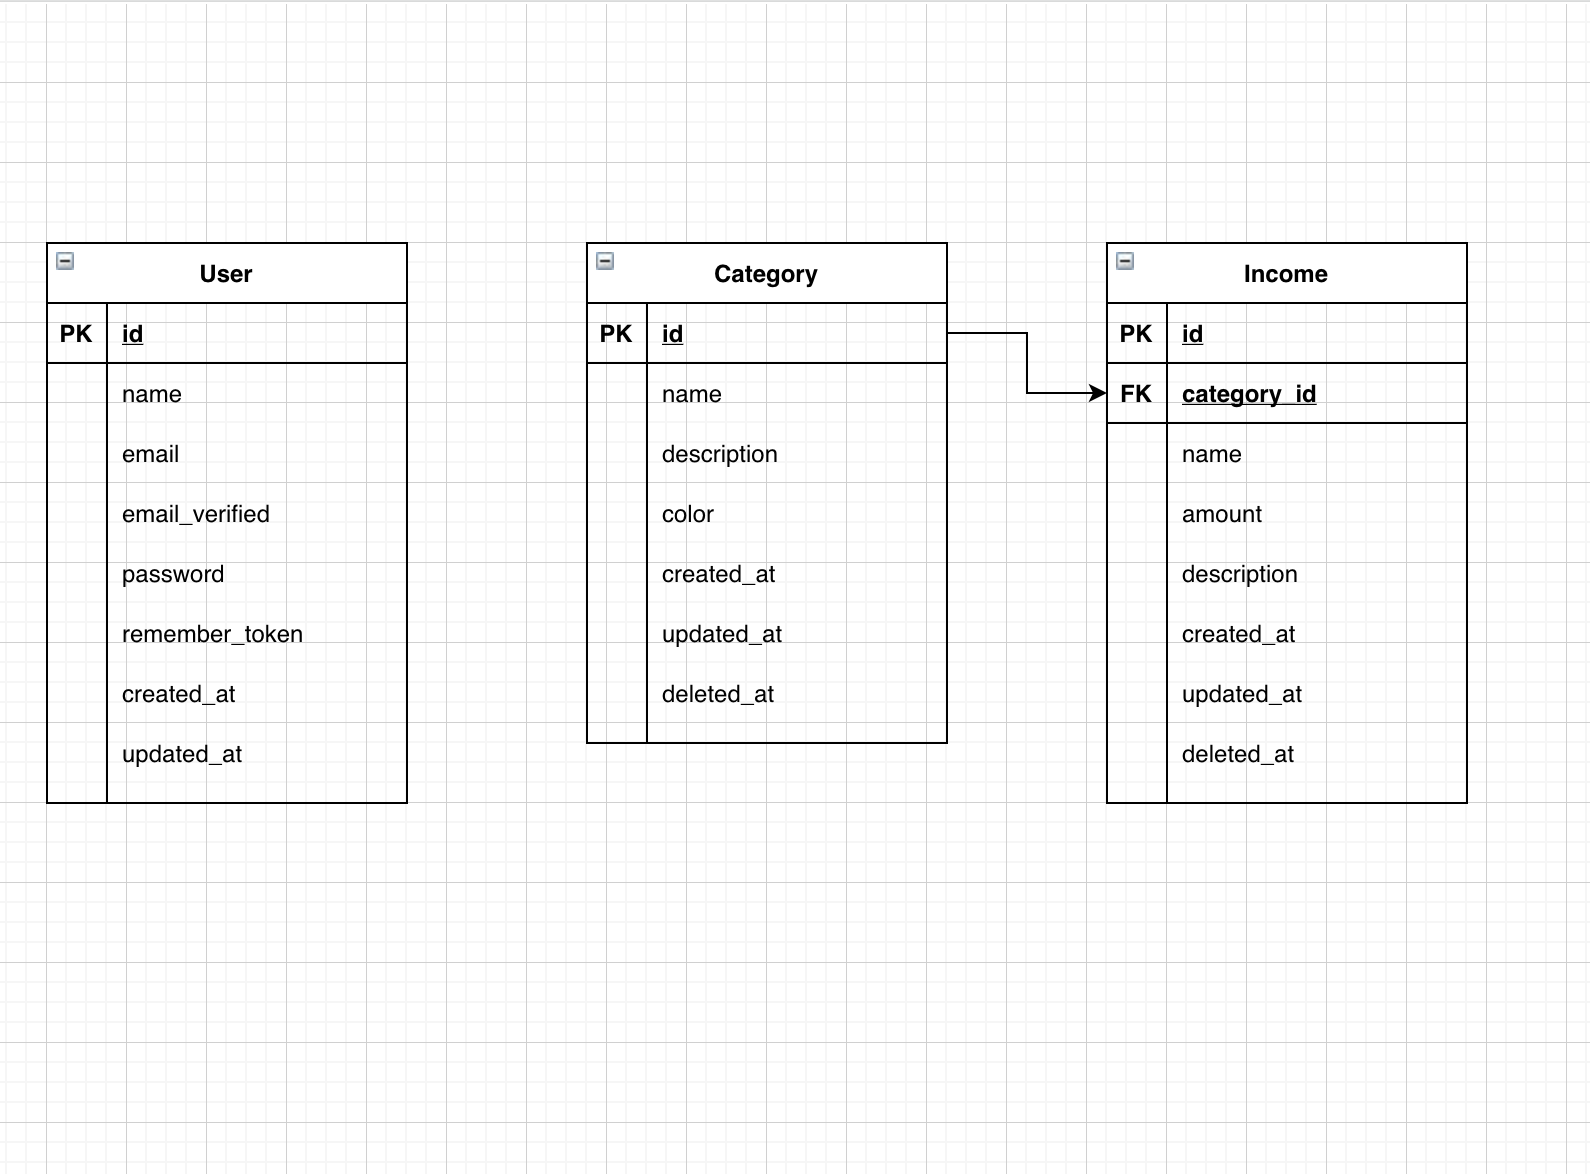 User
PK id
name
email
email_verified
password
remember_token
created_at
updated_at
Category
PK id
name
description
color
created_at
updated_at
deleted_at
Income
PK id
FK category_id
name
amount
description
created_at
updated_at
deleted_at